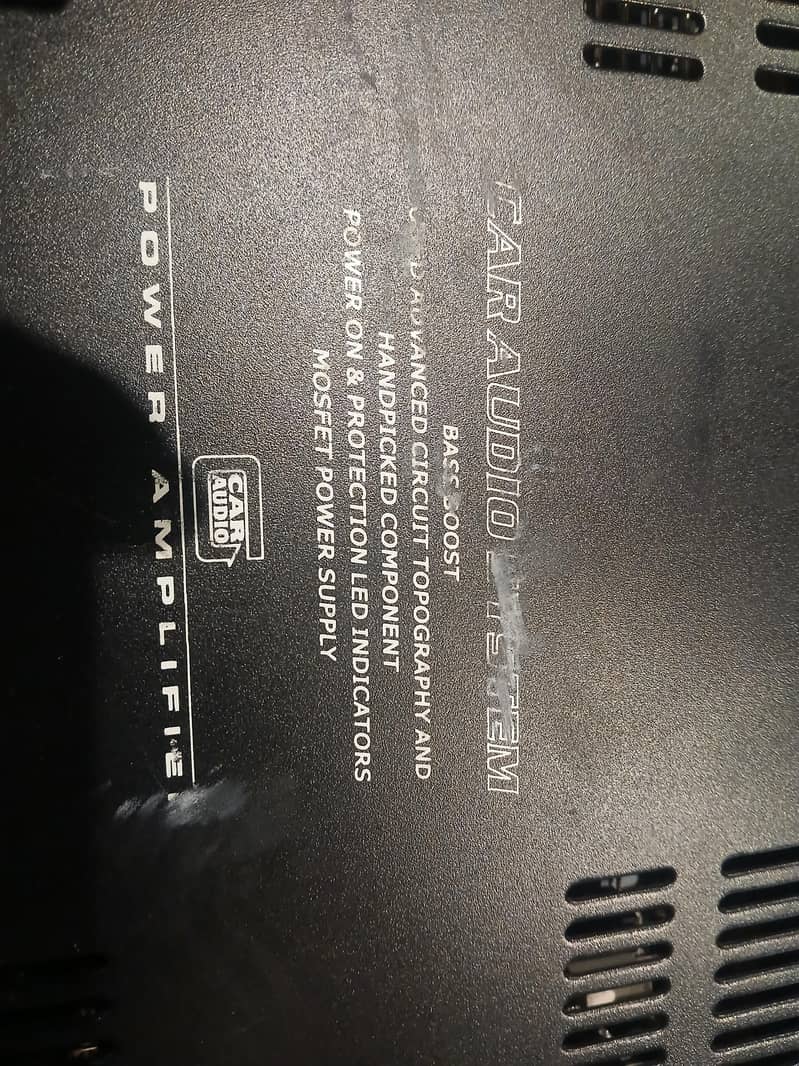 CAR AUDIO
BASS BOOST
ADVANCED CIRCUIT TOPOGRAPHY AND
HANDPICKED COMPONENT
POWER ON & PROTECTION LED INDICATORS
MOSFET POWER SUPPLY
CAR
AUDIO
POWER AMPLIFIE